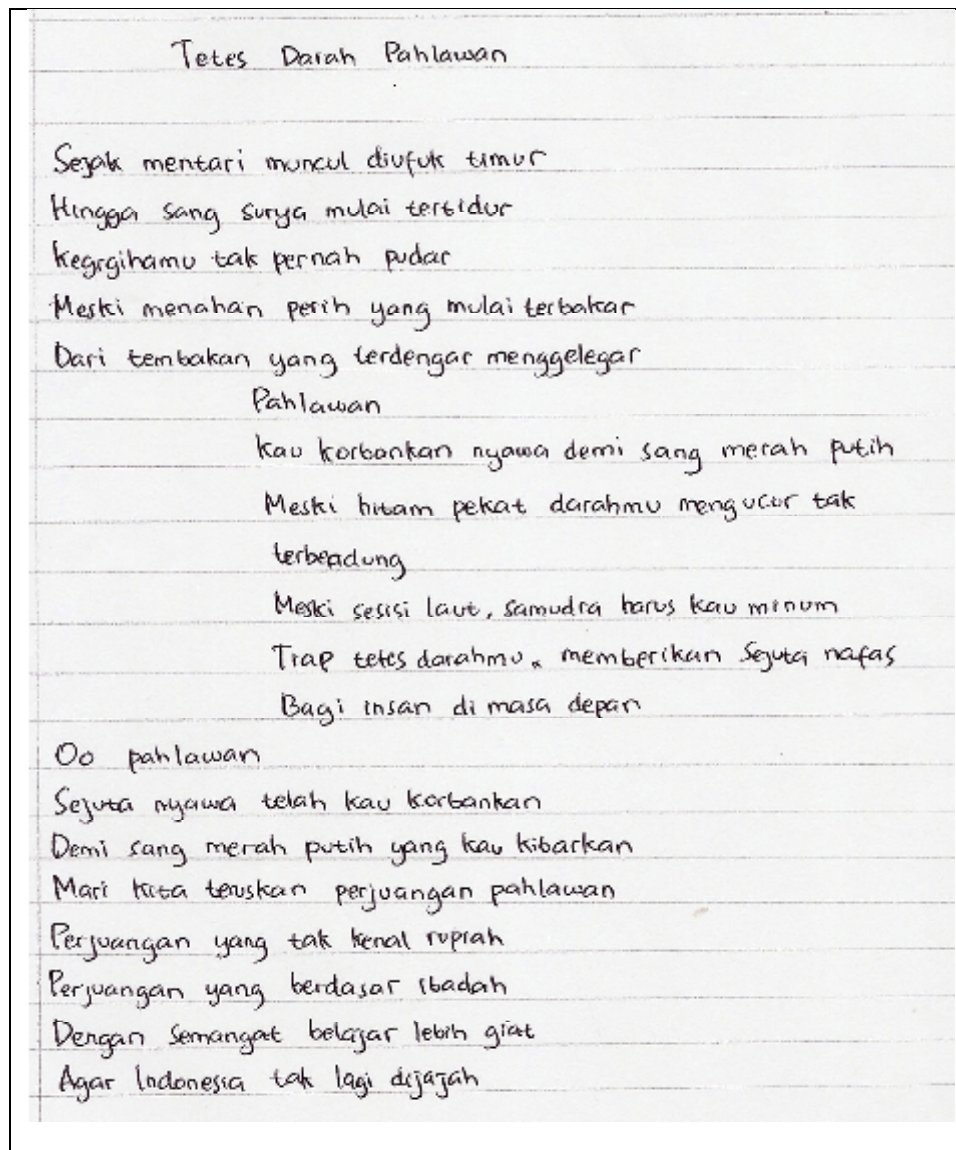 Tetes Darah Pahlawan
Sejak mentari muncul diufuk timur
Hingga sang surya mulai tertidur
Kegigihamu tak pernah pudar
Meski menahan perih yang mulai terbakar
Dari tembakan yang terdengar menggelegar
Pahlawan
Kau korbankan nyawa demi sang merah putih
Meski hitam pekat darahmu mengucur tak
terbendung
Meski sesisi laut, samudra harus kau minum
Tiap tetes darahmu, memberikan sejuta nafas
Bagi insan di masa depan
Oo pahlawan
Sejuta nyawa telah kau korbankan
Demi sang merah putih yang kau kibarkan
Mari kita teruskan perjuangan pahlawan
Perjuangan yang tak kenal rupiah
Perjuangan yang berdasar ibadah
Dengan semangat belajar lebih giat
Agar Indonesia tak lagi dijajah